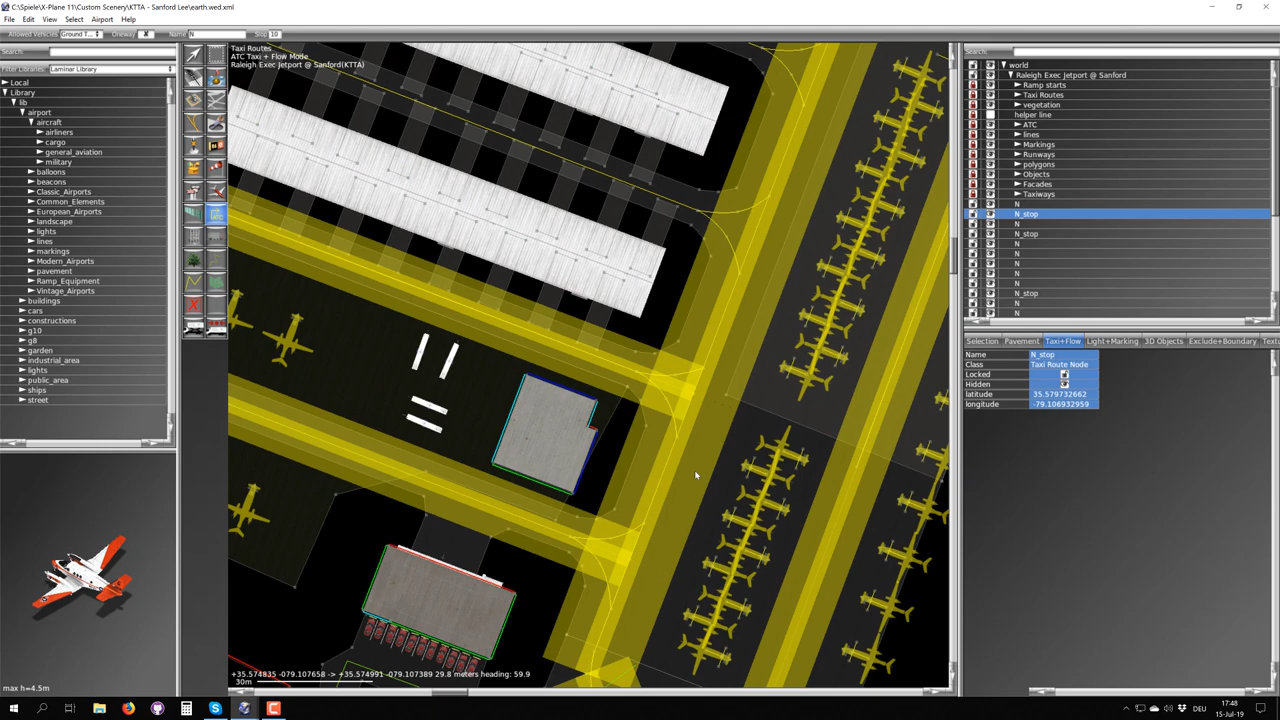 C:\Spiele\X-Plane 11\Custom Scenery\KTTA - Sanford Lee\earth.wed.xml
File Edit View Select Airport Help
Allowed Vehicles: Ground T... Oneway X Name N Slop 10
Search:
Filter Libraries: Laminar Library
Local
Library
lib
airport
aircraft
airliners
cargo
general_aviation
military
balloons
beacons
Classic_Airports
Common_Elements
European_Airports
landscape
lights
lines
markings
Modern_Airports
pavement
Ramp_Equipment
Vintage_Airports
buildings
cars
constructions
g10
g8
garden
industrial_area
lights
public_area
ships
street
max h=4.5m
Taxi Routes
ATC Taxi + Flow Mode
Raleigh Exec Jetport @ Sanford(KTTA)
+35.574835 -079.107658 -> +35.574991 -079.107389 29.8 meters heading: 59.9
30m
Search:
world
Raleigh Exec Jetport @ Sanford
Ramp starts
Taxi Routes
vegetation
helper line
ATC
lines
Markings
Runways
polygons
Objects
Facades
Taxiways
N
N_stop
N
N_stop
N
N
N
N
N
N_stop
N
N
Selection Pavement Taxi+Flow Light+Marking 3D Objects Exclude+Boundary Textu
Name N_stop
Class Taxi Route Node
Locked
Hidden
latitude 35.579732662
longitude -79.106932959
DEU
17:48
15-Jul-19